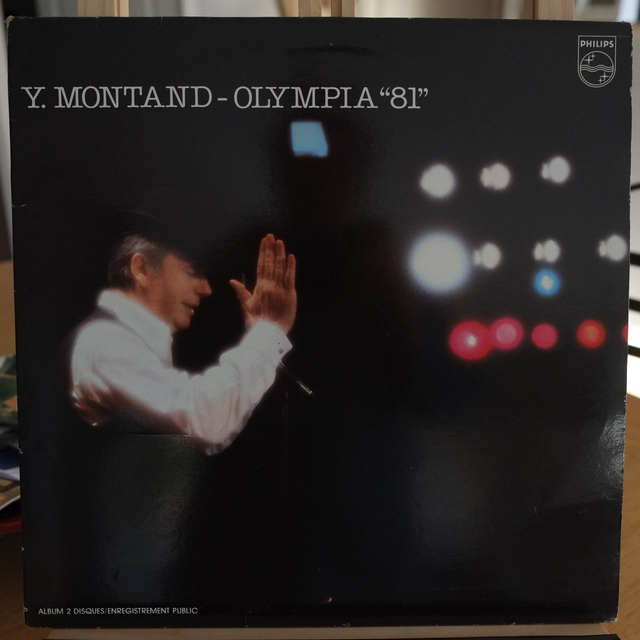 PHILIPS
Y. MONTAND - OLYMPIA “81”
ALBUM 2 DISQUES/ENREGISTREMENT PUBLIC